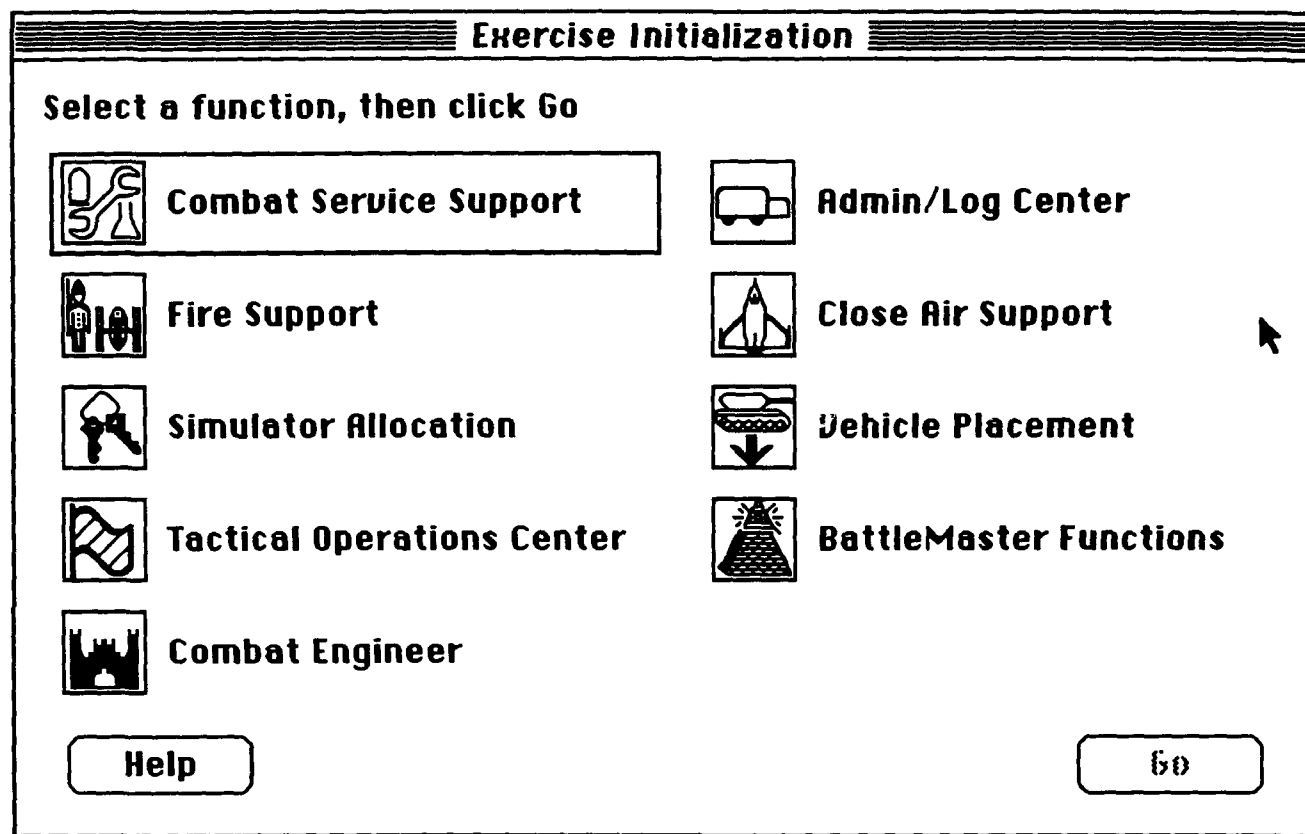 Exercise Initialization
Select a function, then click Go
Combat Service Support
Admin/Log Center
Fire Support
Close Air Support
Simulator Allocation
Vehicle Placement
Tactical Operations Center
BattleMaster Functions
Combat Engineer
Help
Go